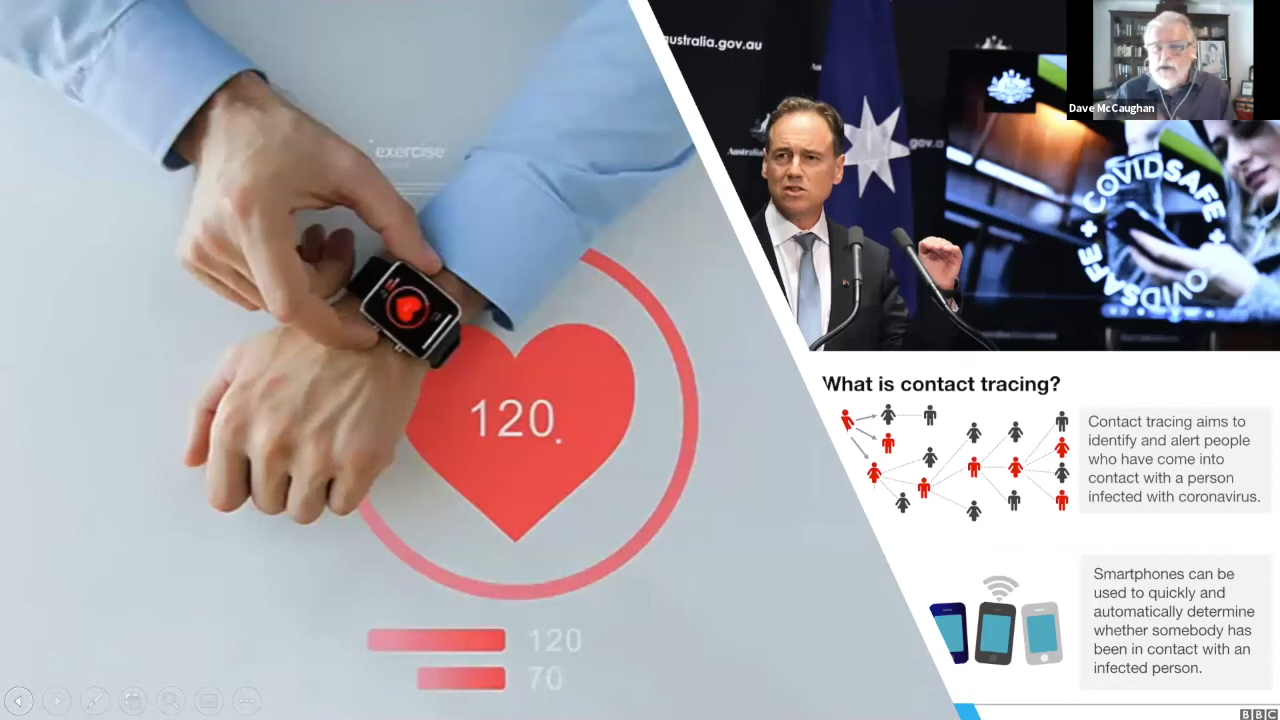 exercise
120.
120
70
australia.gov.au
gov.a
COVIDSAFE
OVIDSAFE
Dave McCaughan
What is contact tracing?
Contact tracing aims to
identify and alert people
who have come into
contact with a person
infected with coronavirus.
Smartphones can be
used to quickly and
automatically determine
whether somebody has
been in contact with an
infected person.
BBC